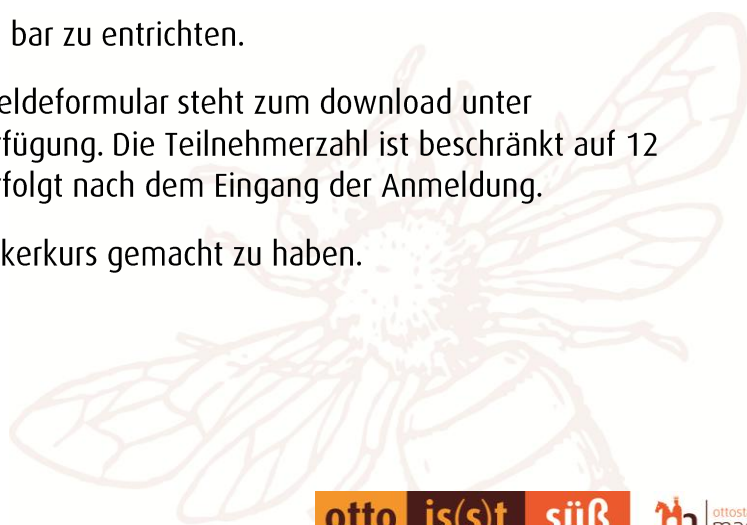 bar zu entrichten.
eldeformular steht zum download unter
fügung. Die Teilnehmerzahl ist beschränkt auf 12
folgt nach dem Eingang der Anmeldung.
kerkurs gemacht zu haben.
otto is(s)t süß